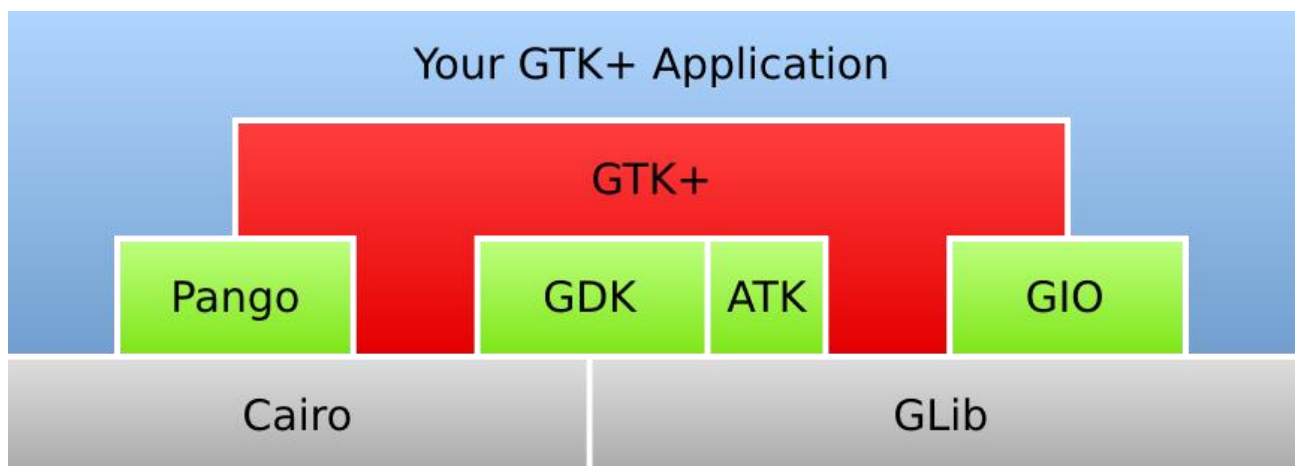 Your GTK+ Application
GTK+
Pango GDK ATK GIO
Cairo GLib